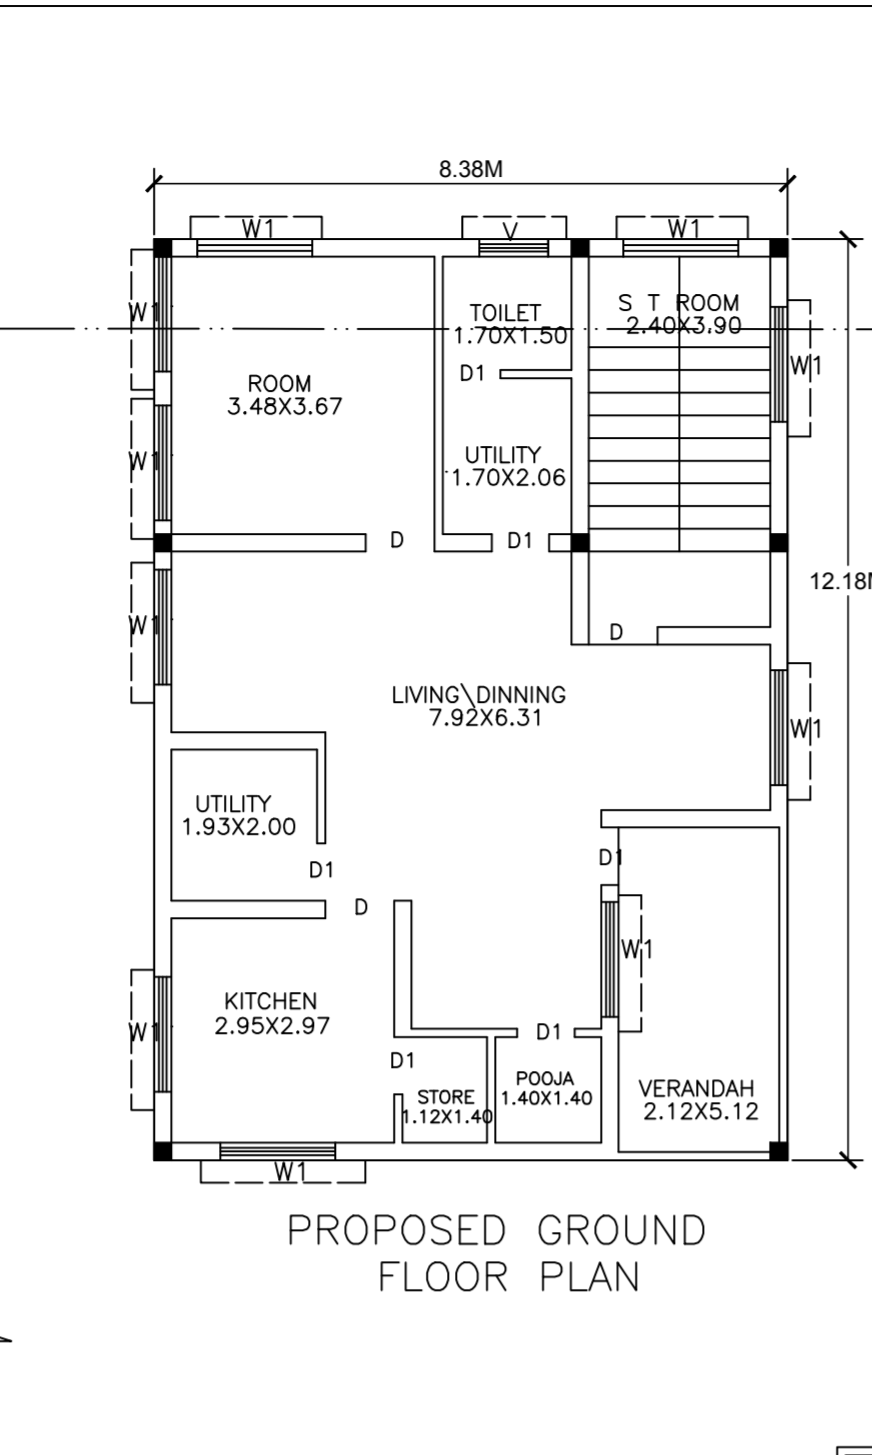 8.38M
W1
V
W1
W1
TOILET
1.70X1.50
S T ROOM
2.40X3.90
W1
ROOM
3.48X3.67
D1
W1
UTILITY
1.70X2.06
D
D1
12.18M
W1
D
LIVING\DINNING
7.92X6.31
W1
UTILITY
1.93X2.00
D1
D1
D
W1
KITCHEN
2.95X2.97
W1
D1
D1
STORE
1.12X1.40
POOJA
1.40X1.40
VERANDAH
2.12X5.12
W1
PROPOSED GROUND
FLOOR PLAN